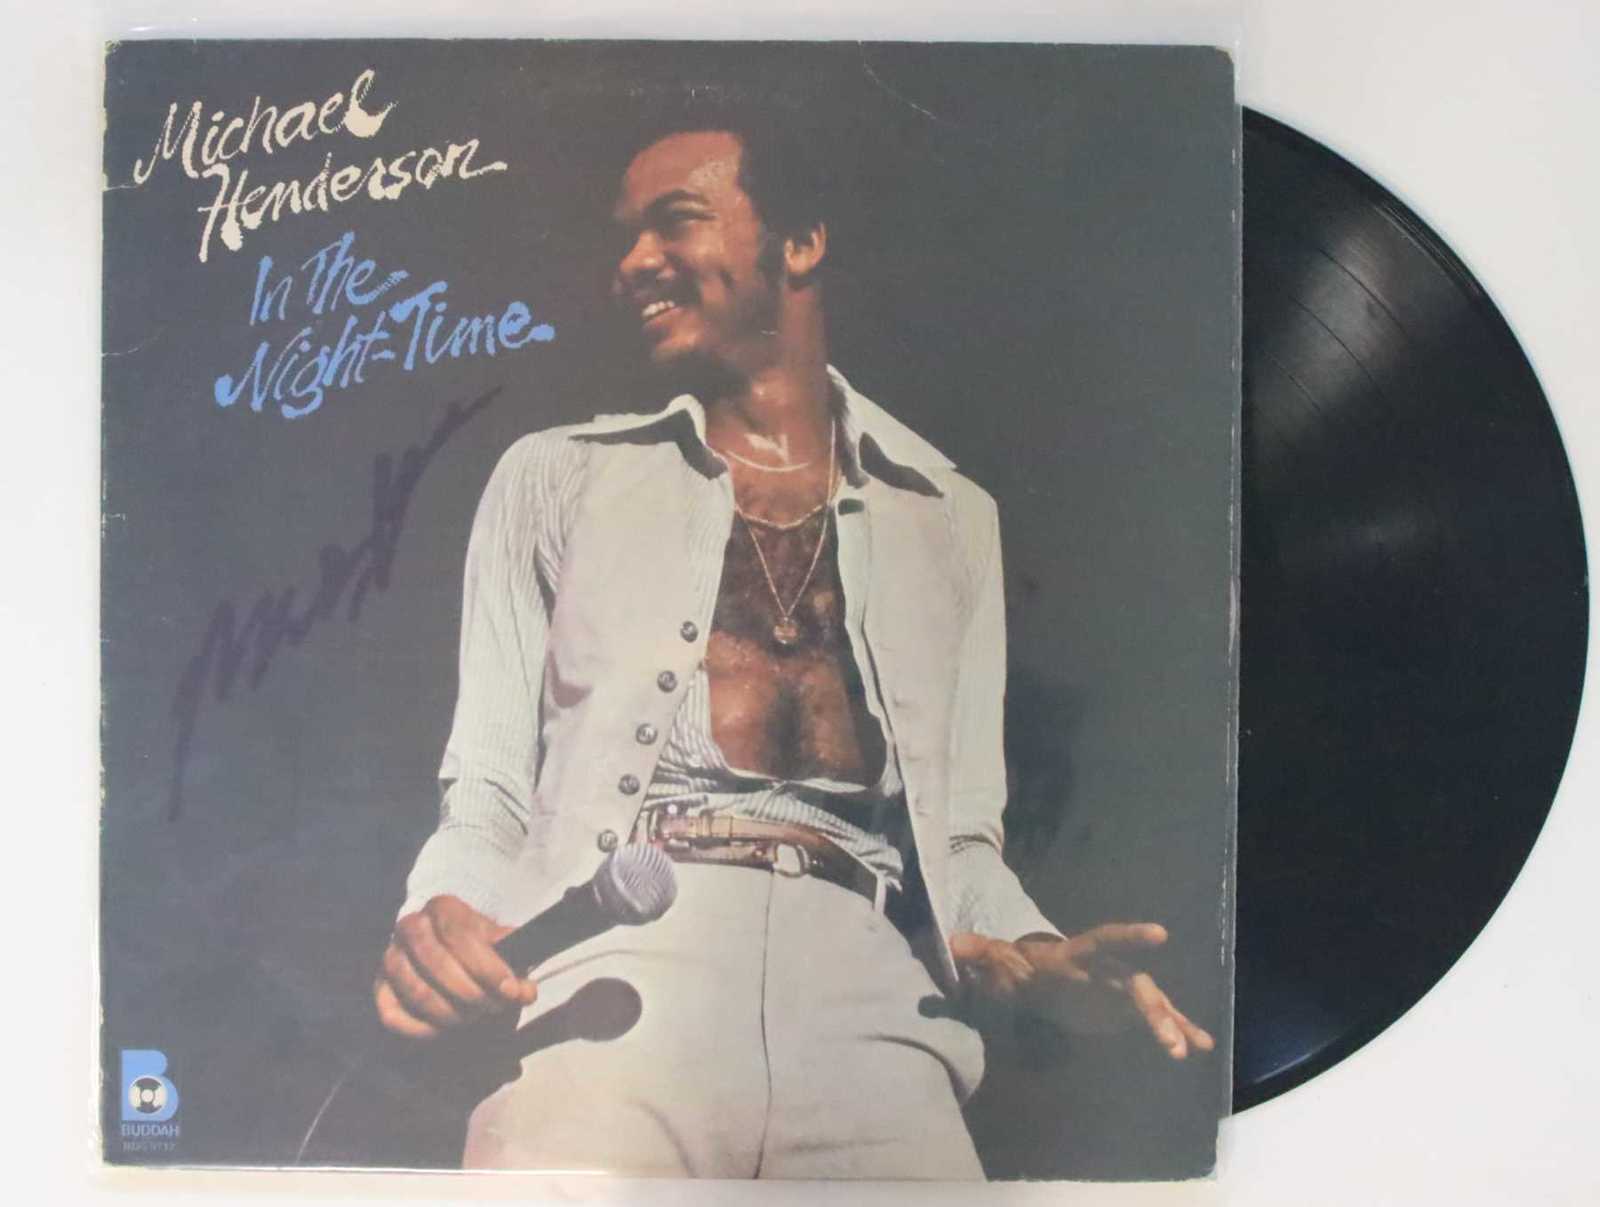 Michael
Henderson
In The
Night-Time
BUDDAH